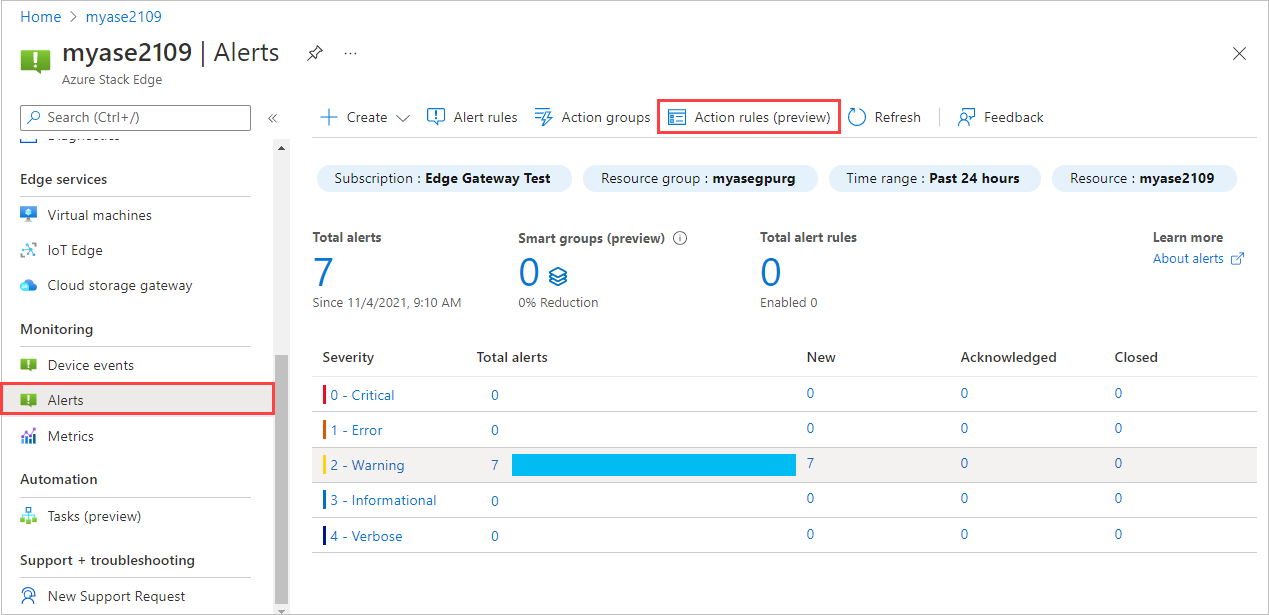 Home > myase2109
myase2109 | Alerts ...
Azure Stack Edge
Search (Ctrl+/) «
Create Alert rules Action groups Action rules (preview) Refresh Feedback
Diagnostics
Edge services
Virtual machines
IoT Edge
Cloud storage gateway
Monitoring
Device events
Alerts
Metrics
Automation
Tasks (preview)
Support + troubleshooting
New Support Request
Subscription : Edge Gateway Test Resource group : myasegpurg Time range : Past 24 hours Resource : myase2109
Total alerts Smart groups (preview) Total alert rules Learn more
7 0 0 About alerts
Since 11/4/2021, 9:10 AM 0% Reduction Enabled 0
Severity Total alerts New Acknowledged Closed
0 - Critical 0 0 0 0
1 - Error 0 0 0 0
2 - Warning 7 7 0 0
3 - Informational 0 0 0 0
4 - Verbose 0 0 0 0